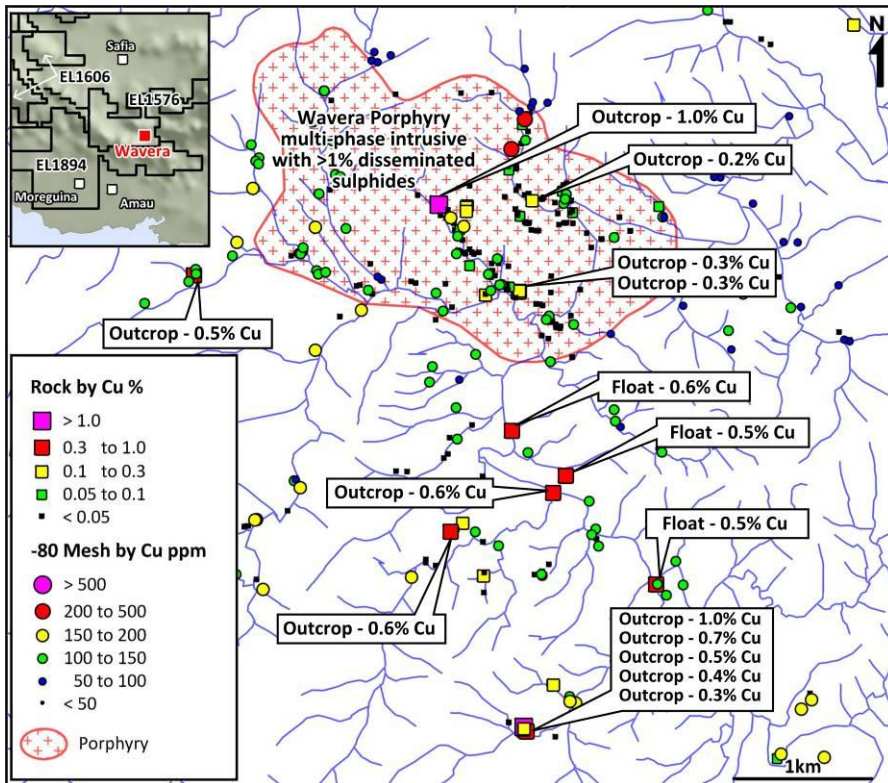 Safia
EL1606
EL1576
Wavera
EL1894
Moreguina
Amau
N
Wavera Porphyry
multi-phase intrusive
with >1% disseminated
sulphides
Outcrop - 1.0% Cu
Outcrop - 0.2% Cu
Outcrop - 0.3% Cu
Outcrop - 0.3% Cu
Outcrop - 0.5% Cu
Float - 0.6% Cu
Float - 0.5% Cu
Outcrop - 0.6% Cu
Float - 0.5% Cu
Outcrop - 0.6% Cu
Outcrop - 1.0% Cu
Outcrop - 0.7% Cu
Outcrop - 0.5% Cu
Outcrop - 0.4% Cu
Outcrop - 0.3% Cu
Rock by Cu %
> 1.0
0.3 to 1.0
0.1 to 0.3
0.05 to 0.1
< 0.05
-80 Mesh by Cu ppm
> 500
200 to 500
150 to 200
100 to 150
50 to 100
< 50
Porphyry
1km